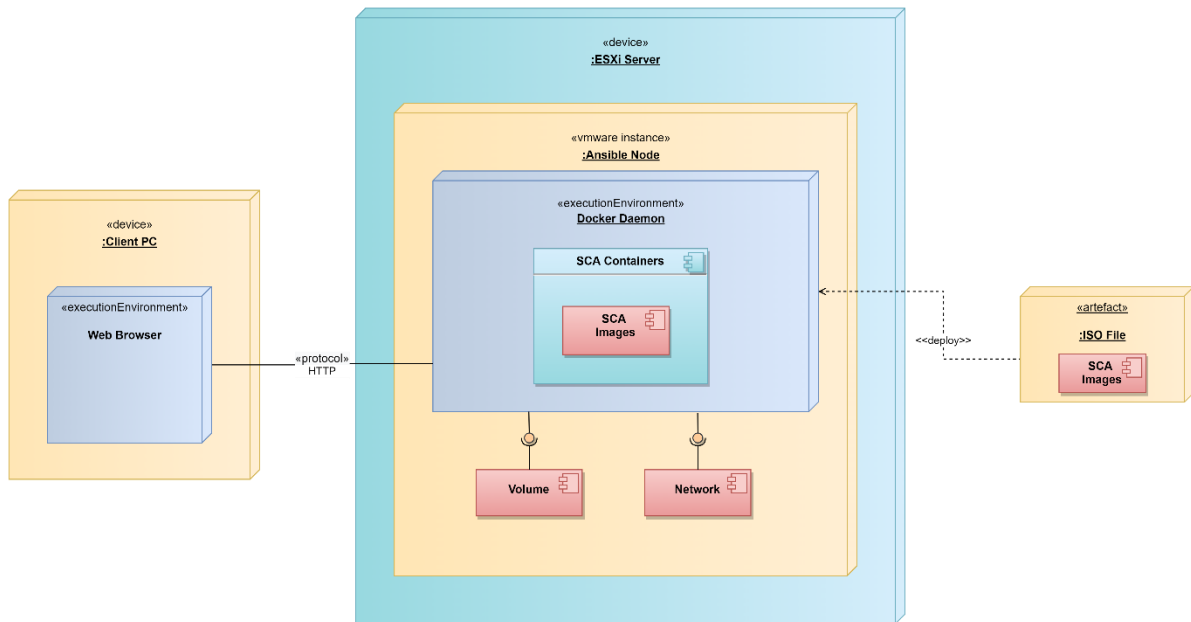 «device»
:ESXi Server
«vmware instance»
:Ansible Node
«executionEnvironment»
Docker Daemon
SCA Containers
SCA
Images
«device»
:Client PC
«executionEnvironment»
Web Browser
«protocol»
HTTP
Volume
Network
<<deploy>>
«artefact»
:ISO File
SCA
Images